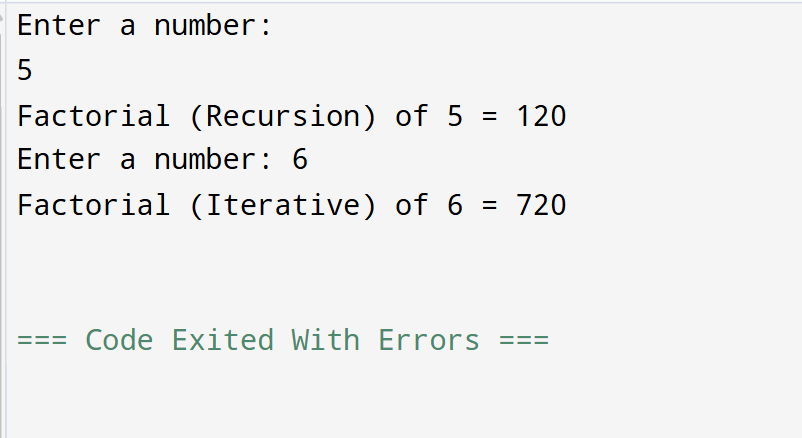 Enter a number:
5
Factorial (Recursion) of 5 = 120
Enter a number: 6
Factorial (Iterative) of 6 = 720
=== Code Exited With Errors ===